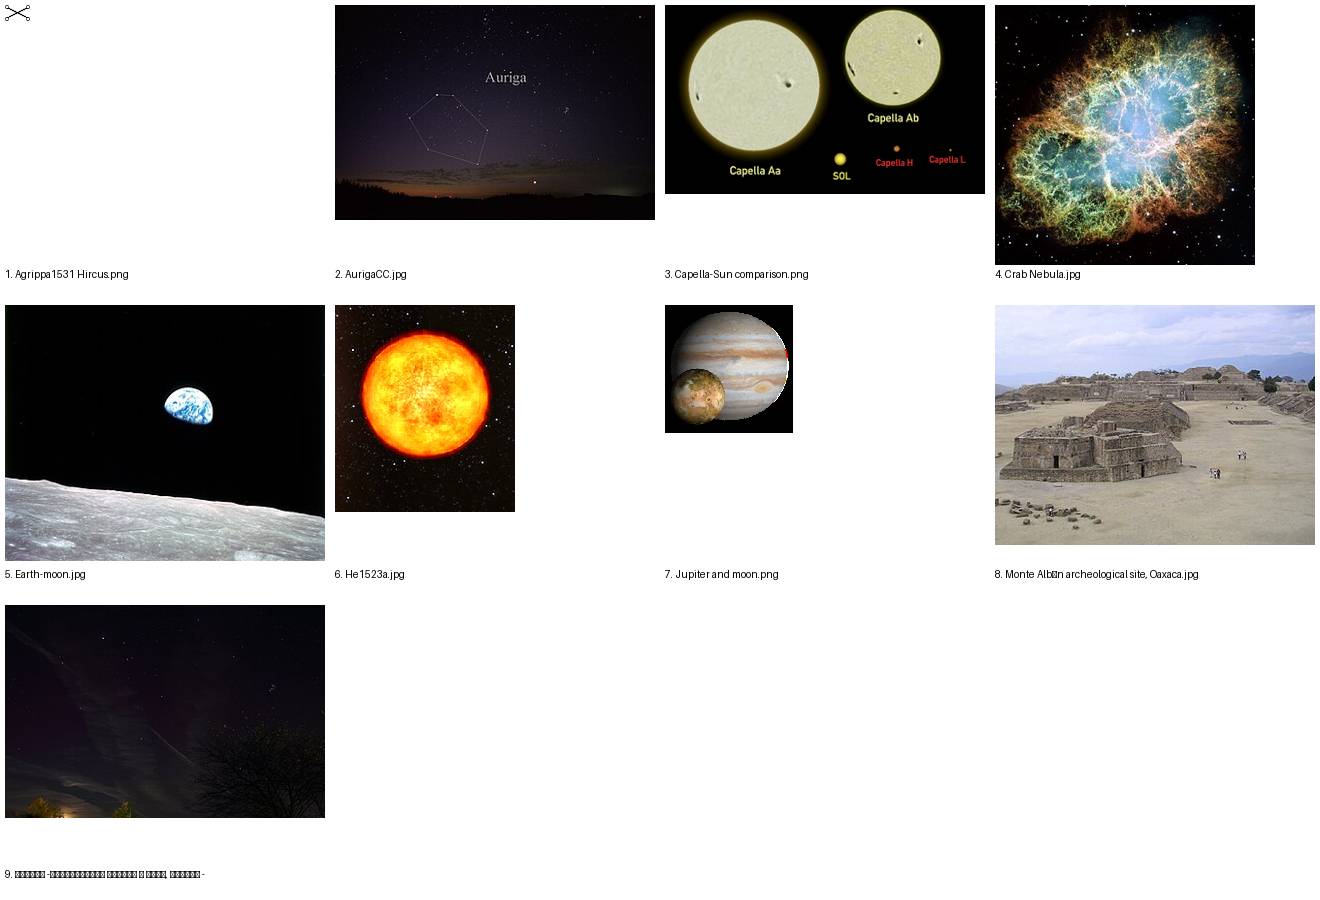 1. Agrippa1531 Hircus.png
Auriga
2. AurigaCC.jpg
Capella Aa
Capella Ab
SOL
Capella H
Capella L
3. Capella-Sun comparison.png
4. Crab Nebula.jpg
5. Earth-moon.jpg
6. He1523a.jpg
7. Jupiter and moon.png
8. Monte Alb▯n archeological site, Oaxaca.jpg
9.